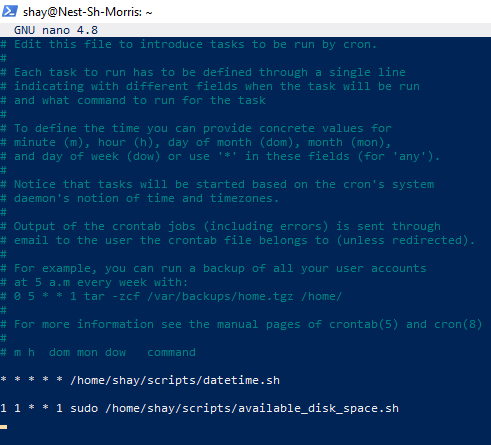 shay@Nest-Sh-Morris: ~
GNU nano 4.8
# Edit this file to introduce tasks to be run by cron.
#
# Each task to run has to be defined through a single line
# indicating with different fields when the task will be run
# and what command to run for the task
#
# To define the time you can provide concrete values for
# minute (m), hour (h), day of month (dom), month (mon),
# and day of week (dow) or use '*' in these fields (for 'any').
#
# Notice that tasks will be started based on the cron's system
# daemon's notion of time and timezones.
#
# Output of the crontab jobs (including errors) is sent through
# email to the user the crontab file belongs to (unless redirected).
#
# For example, you can run a backup of all your user accounts
# at 5 a.m every week with:
# 0 5 * * 1 tar -zcf /var/backups/home.tgz /home/
#
# For more information see the manual pages of crontab(5) and cron(8)
#
# m h  dom mon dow   command
* * * * * /home/shay/scripts/datetime.sh
1 1 * * 1 sudo /home/shay/scripts/available_disk_space.sh